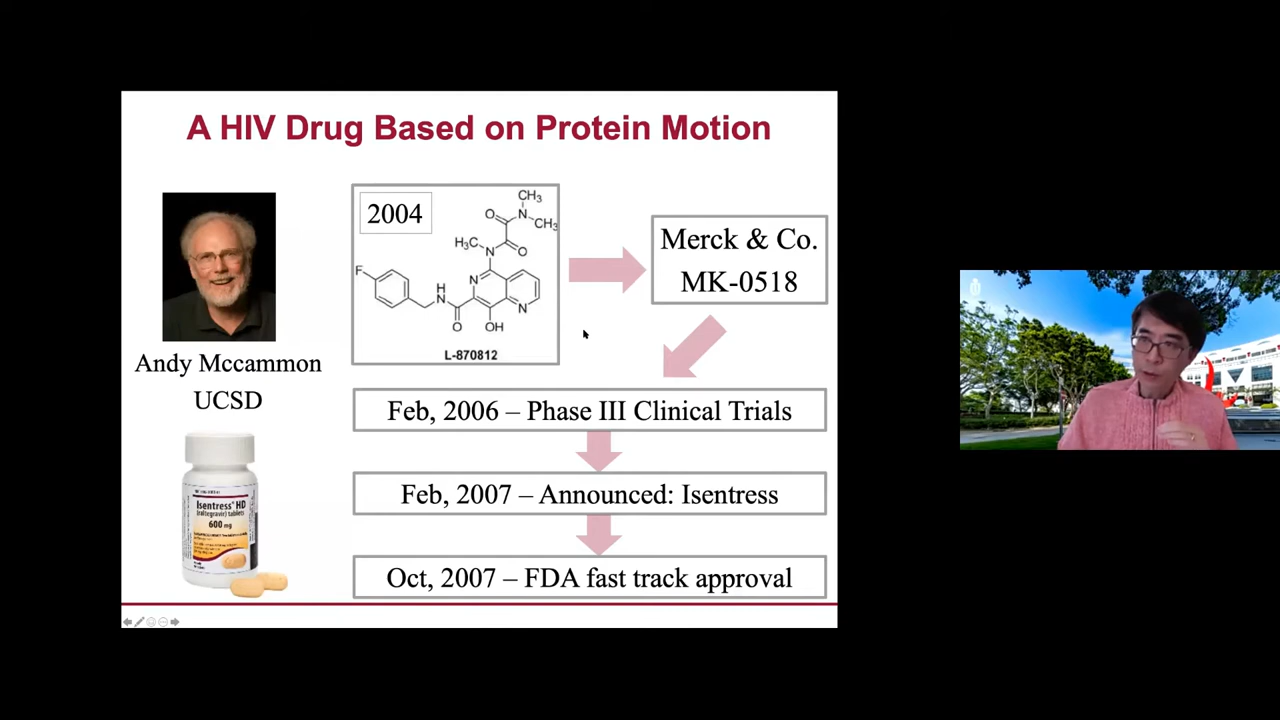 A HIV Drug Based on Protein Motion
2004
CH₃
O
N
CH₃
H₃C
N
O
F
N
H
N
O
OH
N
L-870812
Merck & Co.
MK-0518
Andy Mccammon
UCSD
Feb, 2006 – Phase III Clinical Trials
Feb, 2007 – Announced: Isentress
Oct, 2007 – FDA fast track approval
Isentress HD
(raltegravir) tablets
600 mg